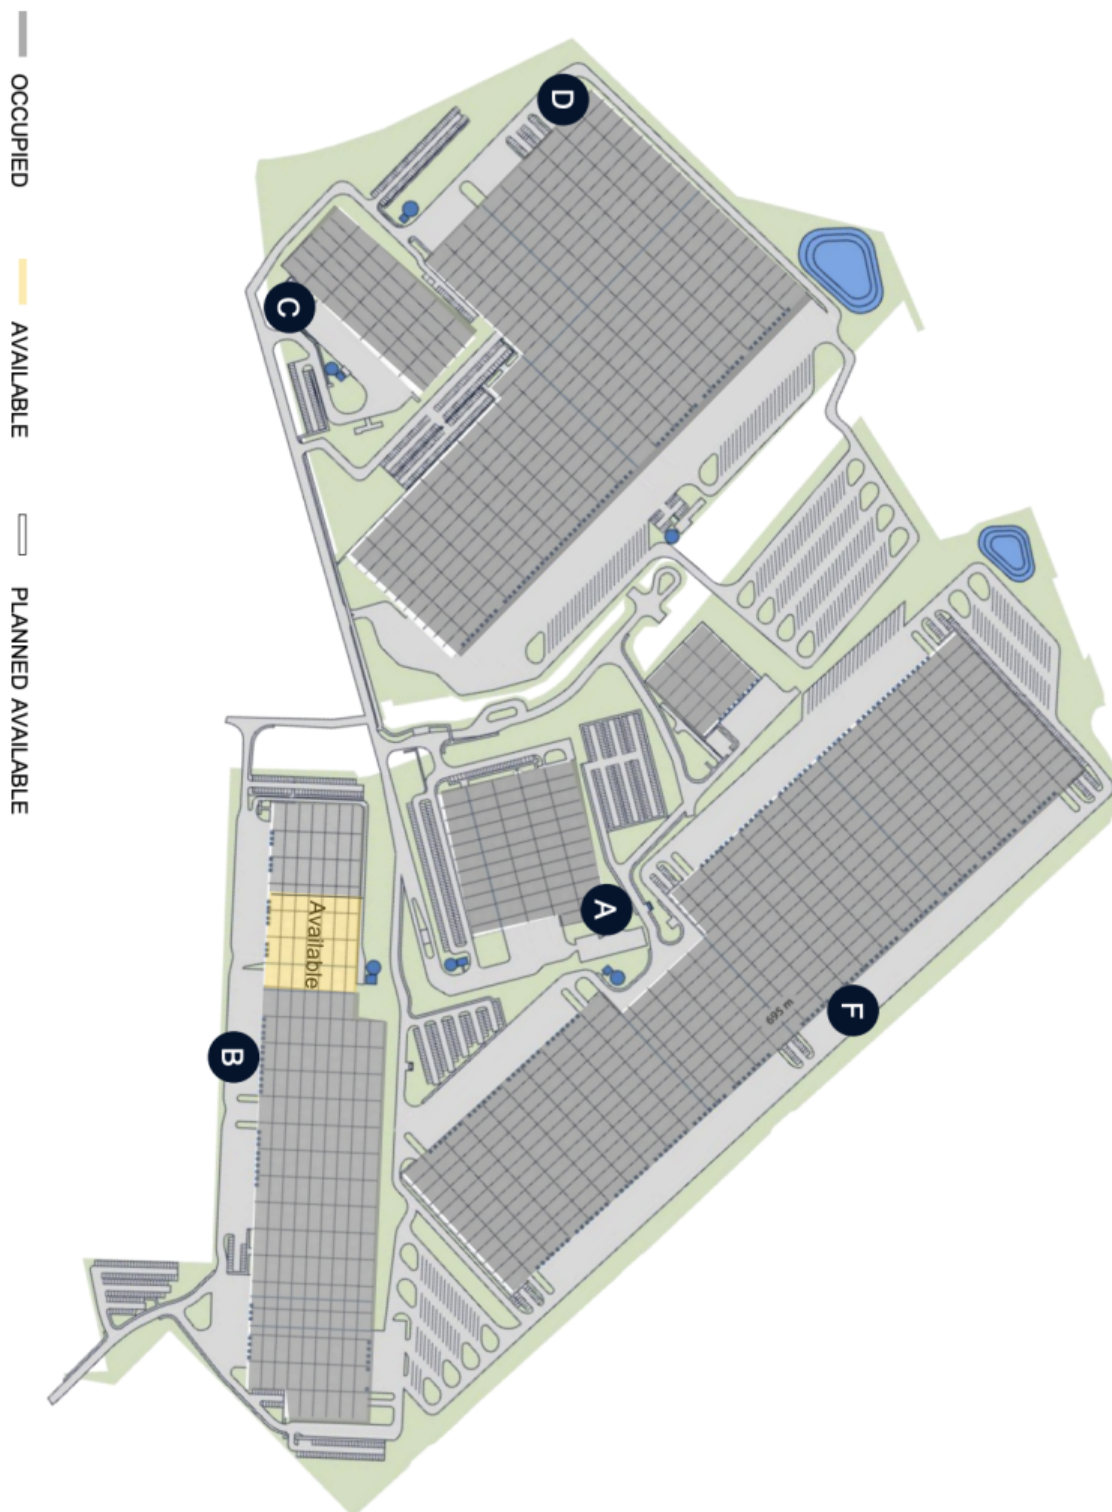 OCCUPIED
AVAILABLE
PLANNED AVAILABLE
D
C
A
F
695 m
Available
B